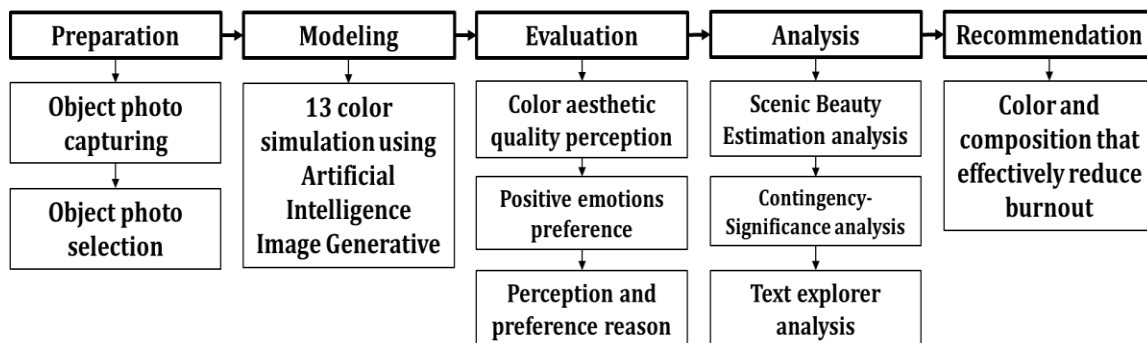 Preparation
Modeling
Evaluation
Analysis
Recommendation
Object photo
capturing
Object photo
selection
13 color
simulation using
Artificial
Intelligence
Image Generative
Color aesthetic
quality perception
Positive emotions
preference
Perception and
preference reason
Scenic Beauty
Estimation analysis
Contingency-
Significance analysis
Text explorer
analysis
Color and
composition that
effectively reduce
burnout